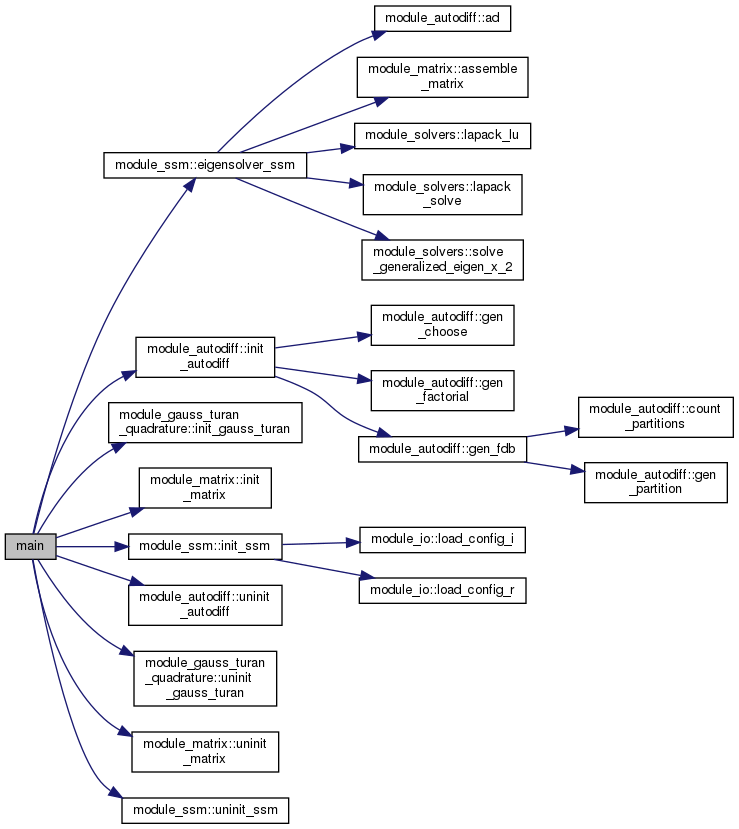 module_autodiff::ad
module_matrix::assemble
_matrix
module_solvers::lapack_lu
module_ssm::eigensolver_ssm
module_solvers::lapack
_solve
module_solvers::solve
_generalized_eigen_x_2
module_autodiff::gen
_choose
module_autodiff::init
_autodiff
module_autodiff::gen
_factorial
module_autodiff::count
_partitions
module_gauss_turan
_quadrature::init_gauss_turan
module_autodiff::gen_fdb
module_autodiff::gen
_partition
module_matrix::init
_matrix
main
module_ssm::init_ssm
module_io::load_config_i
module_io::load_config_r
module_autodiff::uninit
_autodiff
module_gauss_turan
_quadrature::uninit
_gauss_turan
module_matrix::uninit
_matrix
module_ssm::uninit_ssm